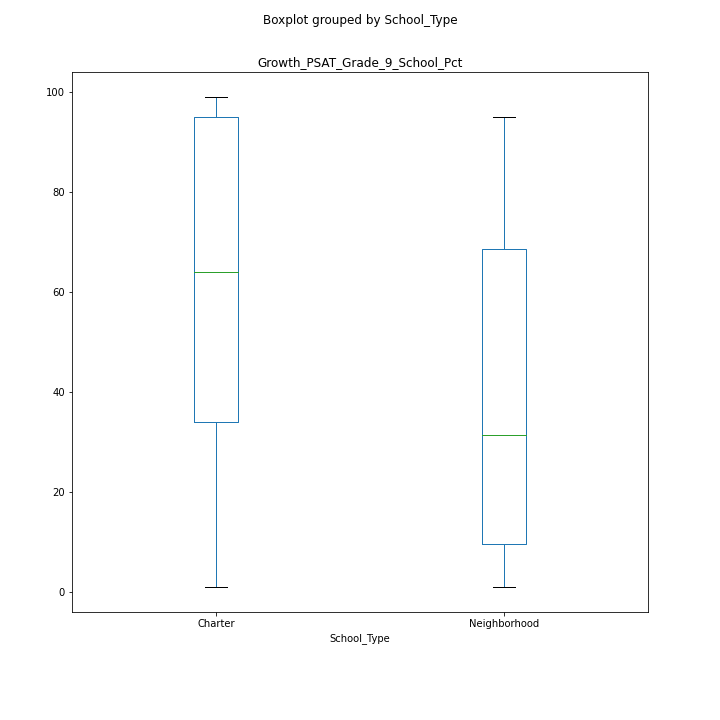 Boxplot grouped by School_Type
Growth_PSAT_Grade_9_School_Pct
100
80
60
40
20
0
Charter Neighborhood
School_Type